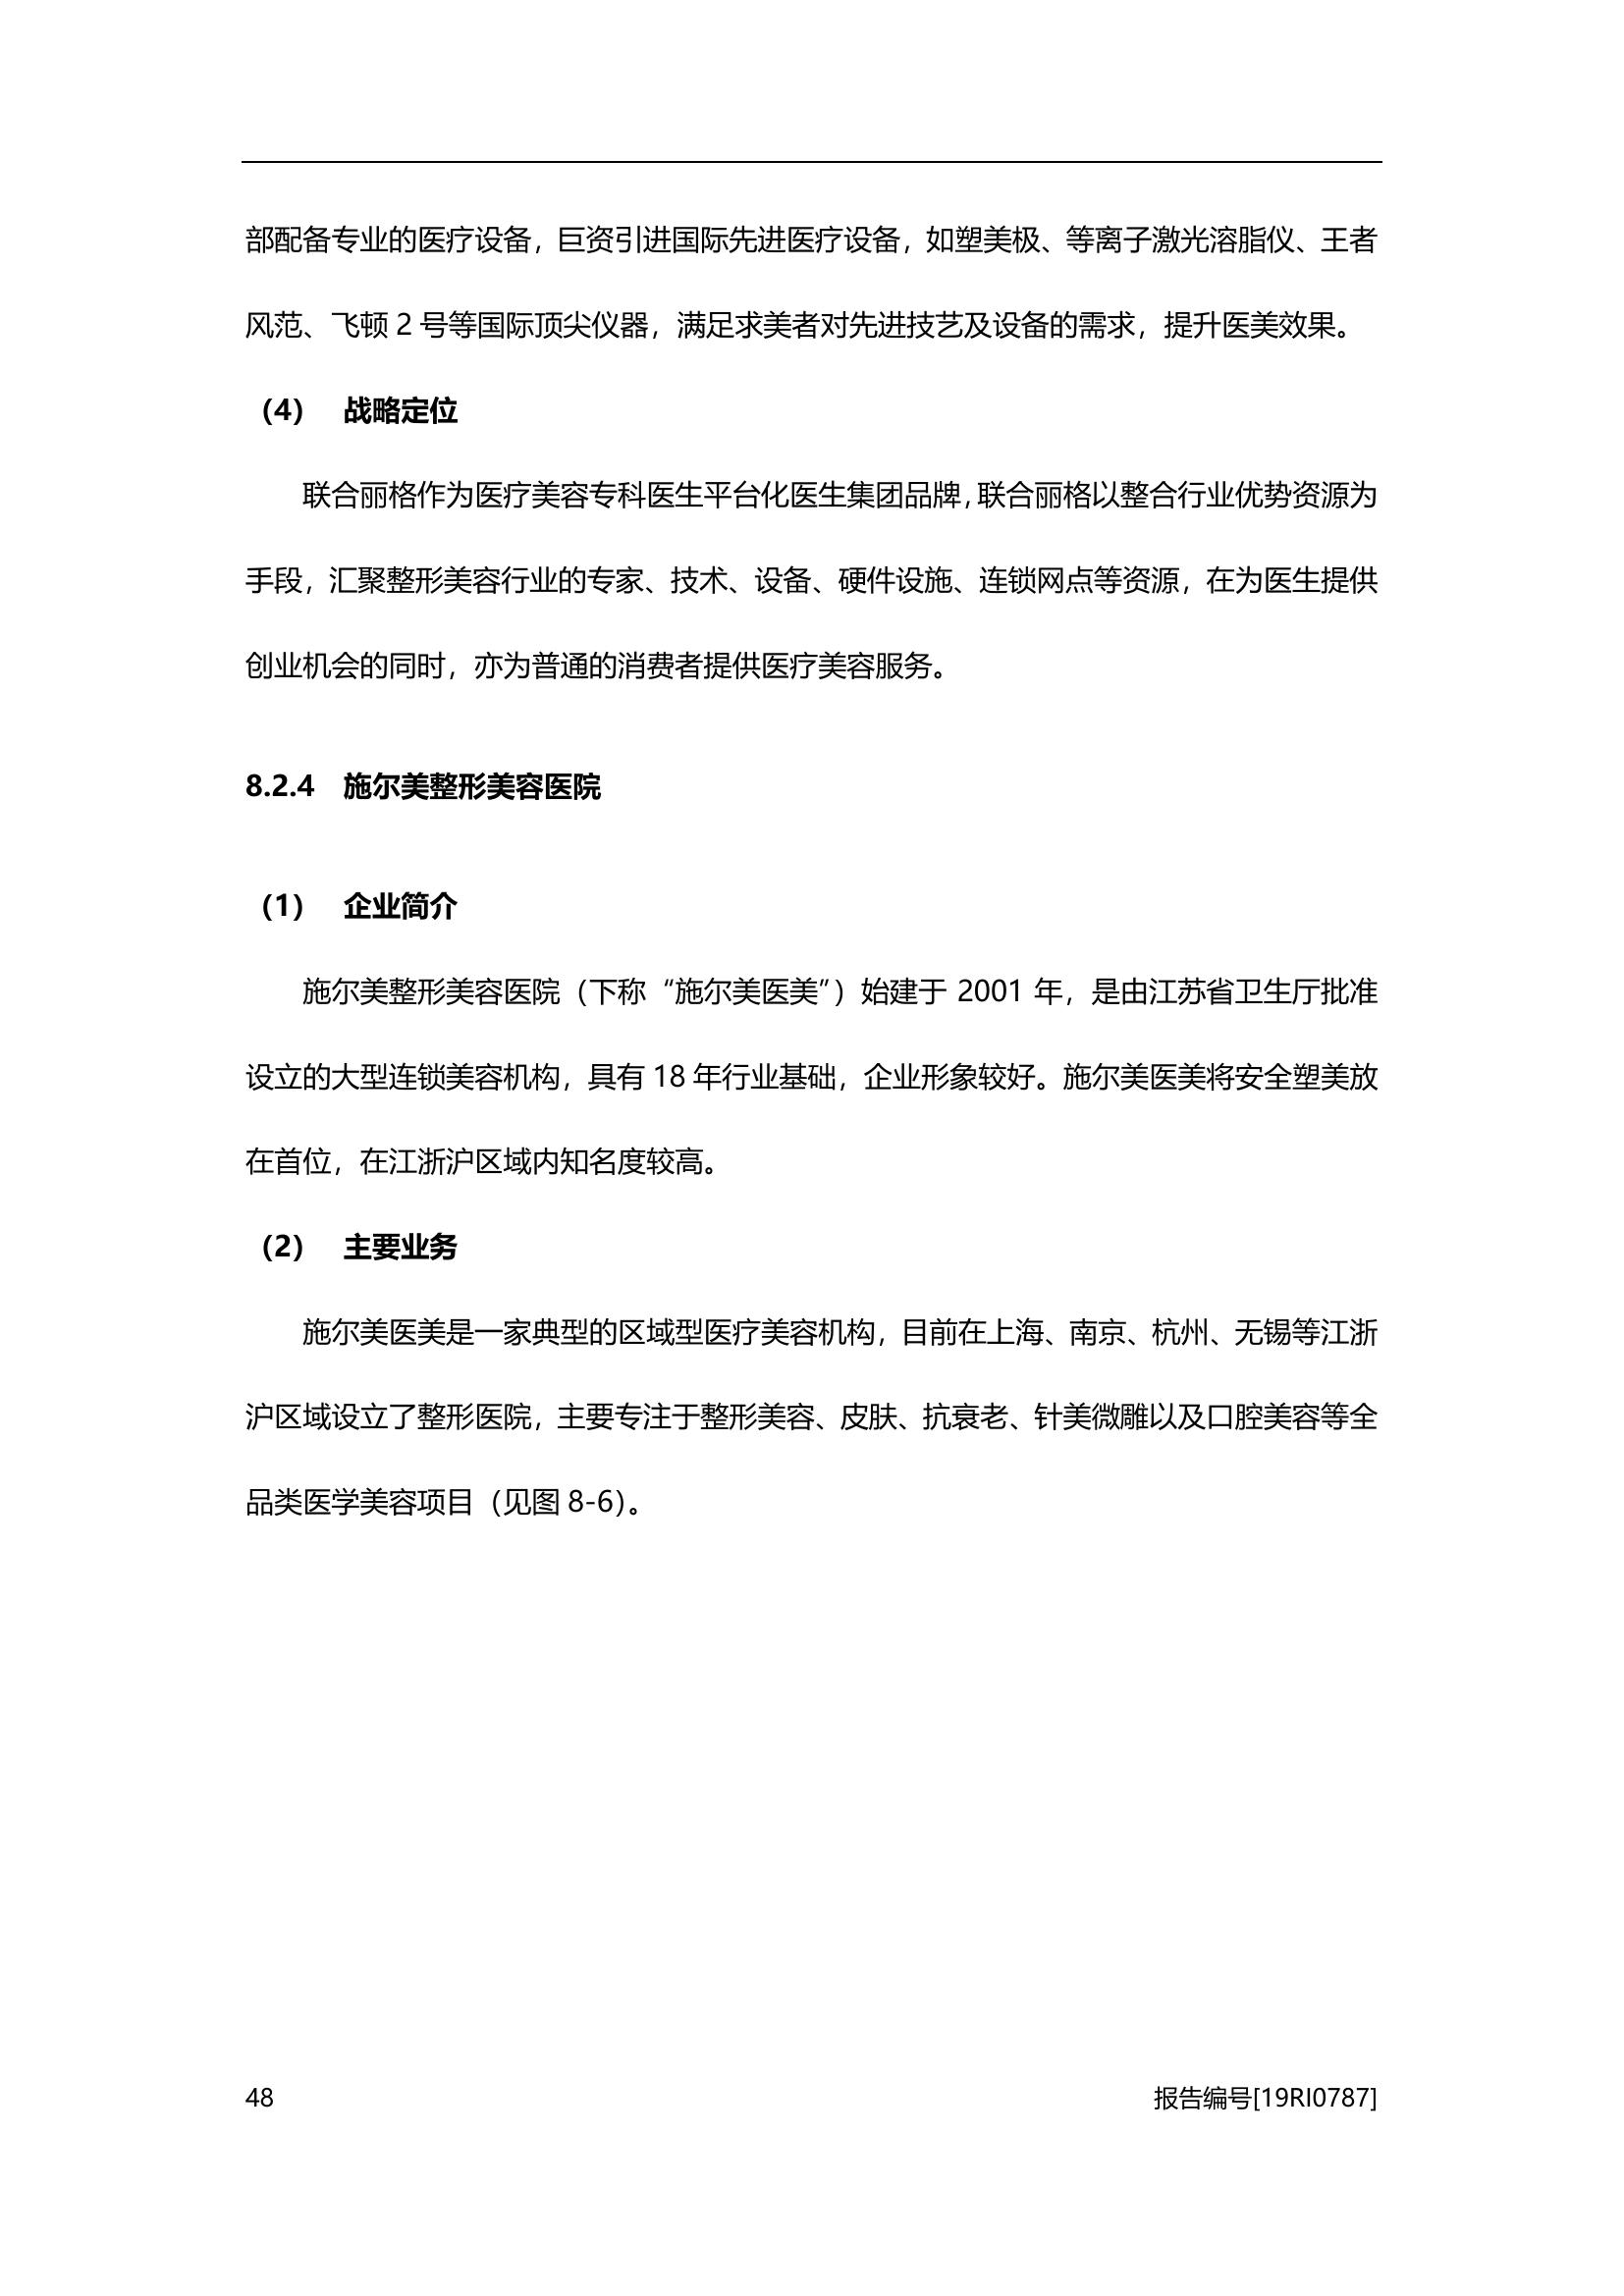 部配备专业的医疗设备，巨资引进国际先进医疗设备，如塑美极、等离子激光溶脂仪、王者
风范、飞顿 2 号等国际顶尖仪器，满足求美者对先进技艺及设备的需求，提升医美效果。
（4） 战略定位
联合丽格作为医疗美容专科医生平台化医生集团品牌，联合丽格以整合行业优势资源为
手段，汇聚整形美容行业的专家、技术、设备、硬件设施、连锁网点等资源，在为医生提供
创业机会的同时，亦为普通的消费者提供医疗美容服务。
8.2.4 施尔美整形美容医院
（1） 企业简介
施尔美整形美容医院（下称“施尔美医美”）始建于 2001 年，是由江苏省卫生厅批准
设立的大型连锁美容机构，具有 18 年行业基础，企业形象较好。施尔美医美将安全塑美放
在首位，在江浙沪区域内知名度较高。
（2） 主要业务
施尔美医美是一家典型的区域型医疗美容机构，目前在上海、南京、杭州、无锡等江浙
沪区域设立了整形医院，主要专注于整形美容、皮肤、抗衰老、针美微雕以及口腔美容等全
品类医学美容项目（见图 8-6）。
48 报告编号[19RI0787]